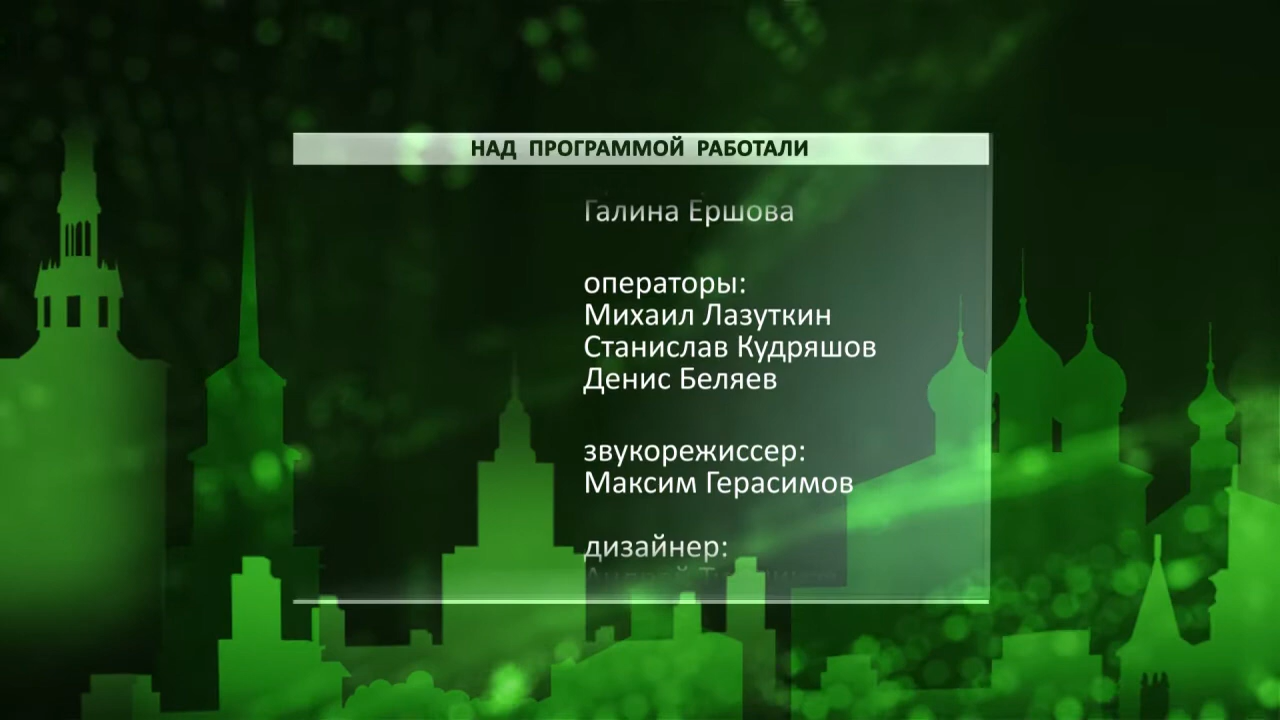 НАД ПРОГРАММОЙ РАБОТАЛИ
Галина Ершова
операторы:
Михаил Лазуткин
Станислав Кудряшов
Денис Беляев
звукорежиссер:
Максим Герасимов
дизайнер: